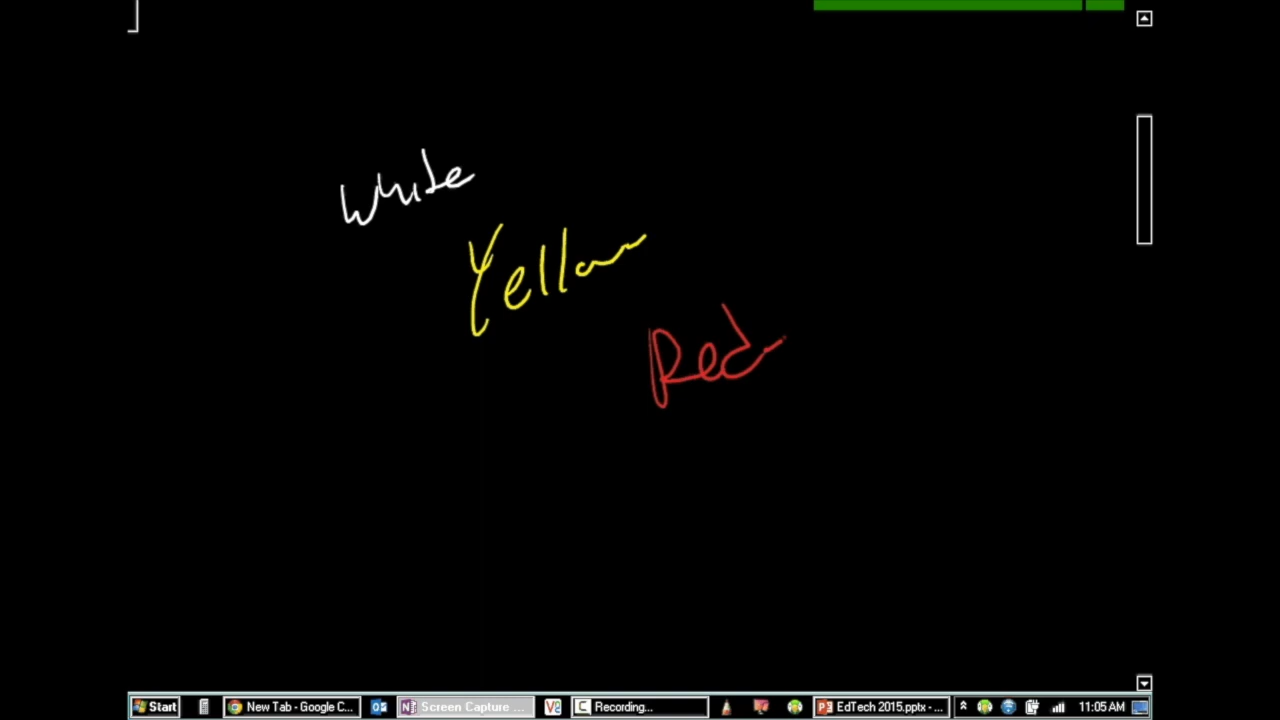 White
Yellow
Red
Start New Tab - Google C... Screen Capture ... Recording... EdTech 2015.pptx - ... 11:05 AM